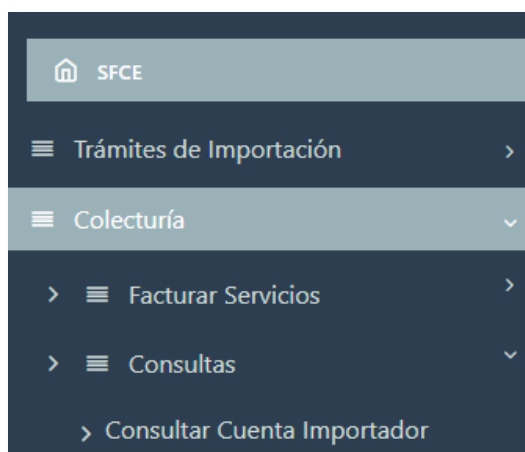 SFCE
Trámites de Importación
Colecturía
Facturar Servicios
Consultas
Consultar Cuenta Importador